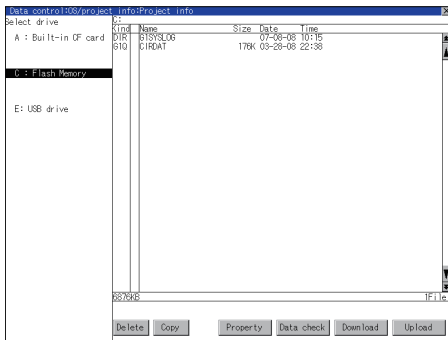 Data control:OS/project info:Project info
Select drive
A : Built-in CF card
C : Flash Memory
E: USB drive
C:
Kind Name Size Date Time
DIR G1SYSLOG 07-08-08 10:15
G1Q CIRDAT 176K 03-28-08 22:38
6876KB 1File
Delete Copy Property Data check Download Upload